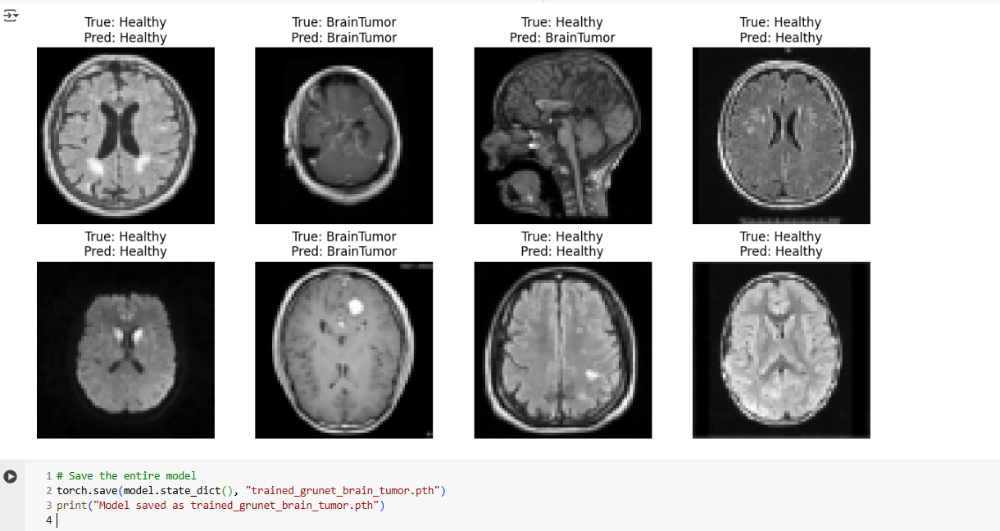 True: Healthy
Pred: Healthy
True: BrainTumor
Pred: BrainTumor
True: Healthy
Pred: BrainTumor
True: Healthy
Pred: Healthy
True: Healthy
Pred: Healthy
True: BrainTumor
Pred: BrainTumor
True: Healthy
Pred: Healthy
True: Healthy
Pred: Healthy
1 # Save the entire model
2 torch.save(model.state_dict(), "trained_grunet_brain_tumor.pth")
3 print("Model saved as trained_grunet_brain_tumor.pth")
4